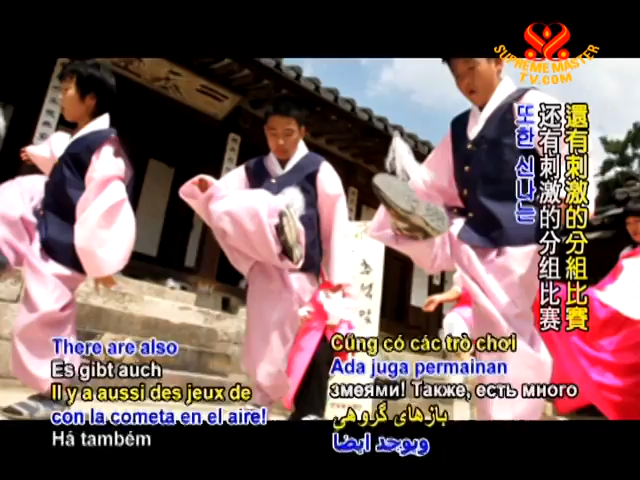 SUPREME MASTER
TV.COM
還有刺激的分組比賽
还有刺激的分组比赛
또한 신나는
There are also
Es gibt auch
Il y a aussi des jeux de
con la cometa en el aire!
Há também
Cũng có các trò chơi
Ada juga permainan
змеями! Также, есть много
بازهای گروهی
ويوجد ايضا